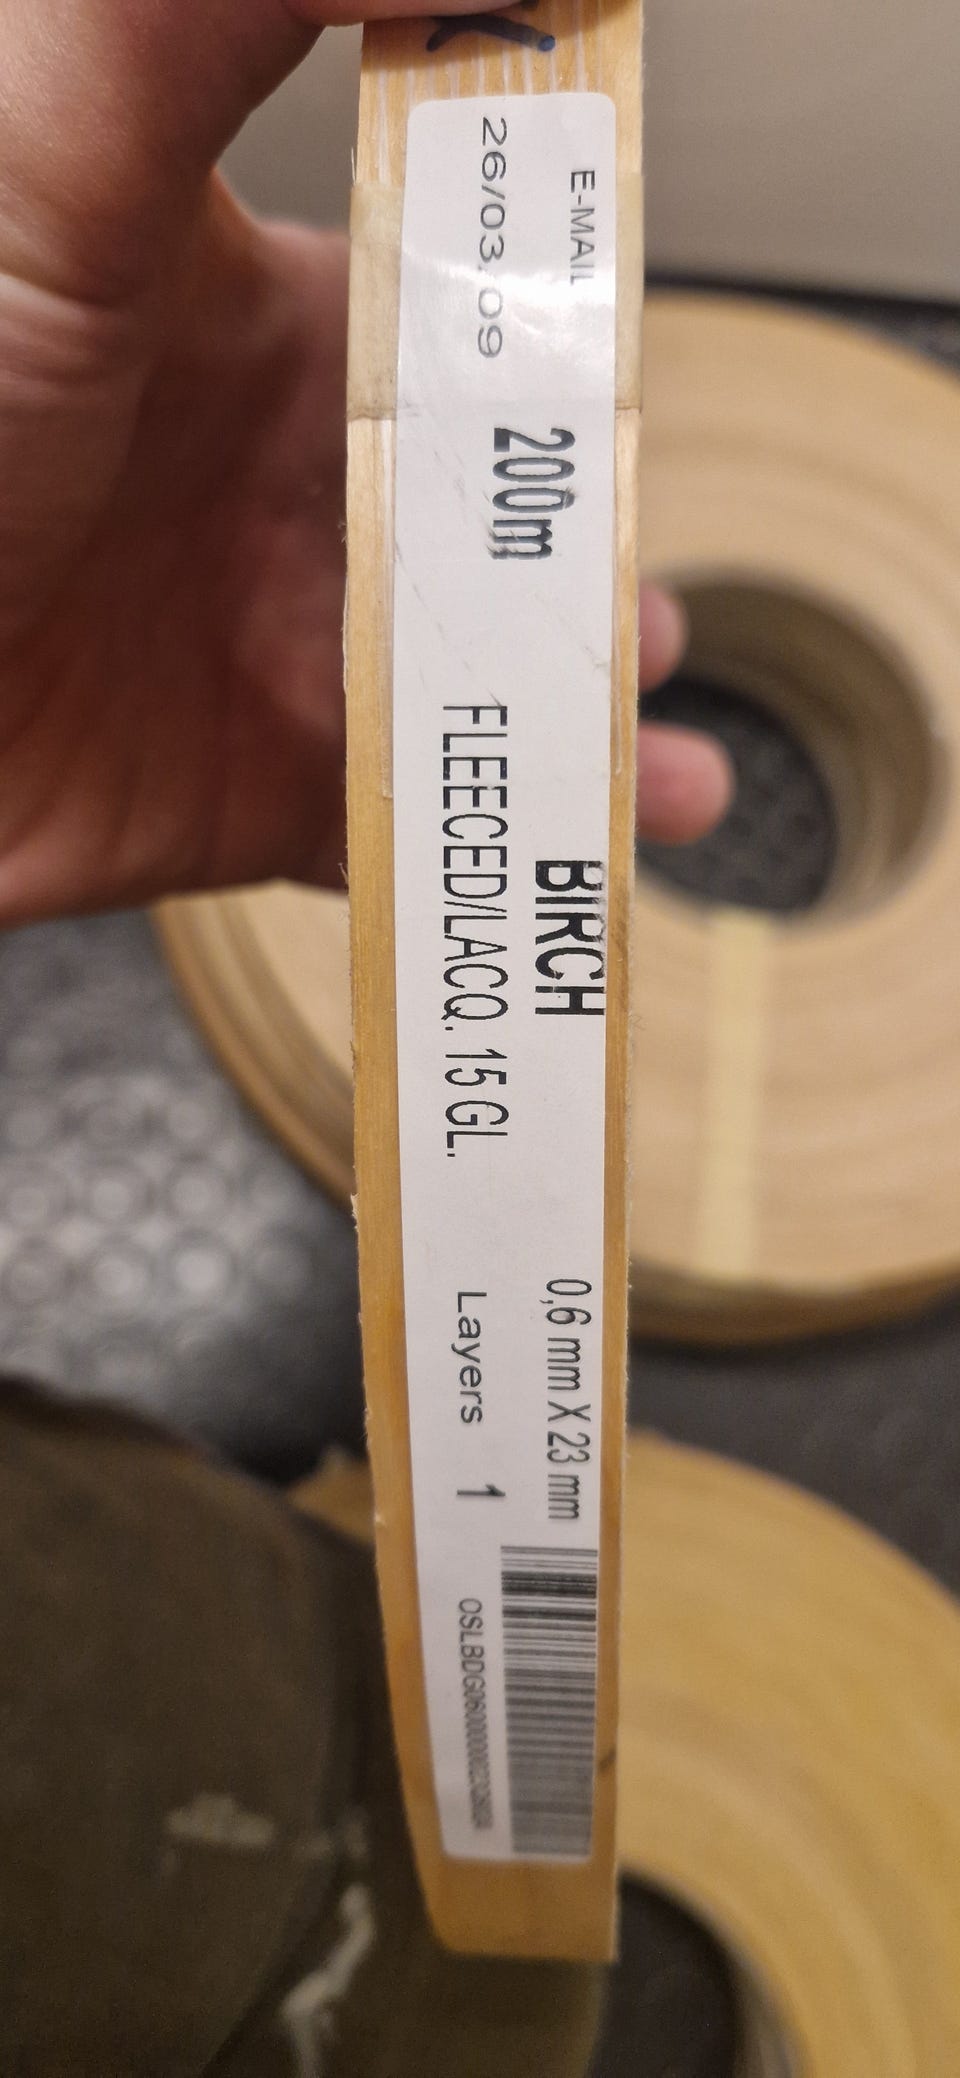 E-MAIL
26/03.09
200m
BIRCH
FLEECED/LACQ. 15 GL.
0,6 mm X 23 mm
Layers 1